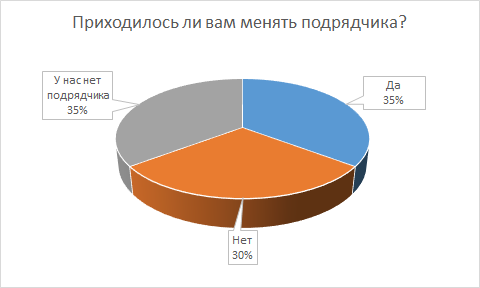 Приходилось ли вам менять подрядчика?
У нас нет
подрядчика
35%
Да
35%
Нет
30%